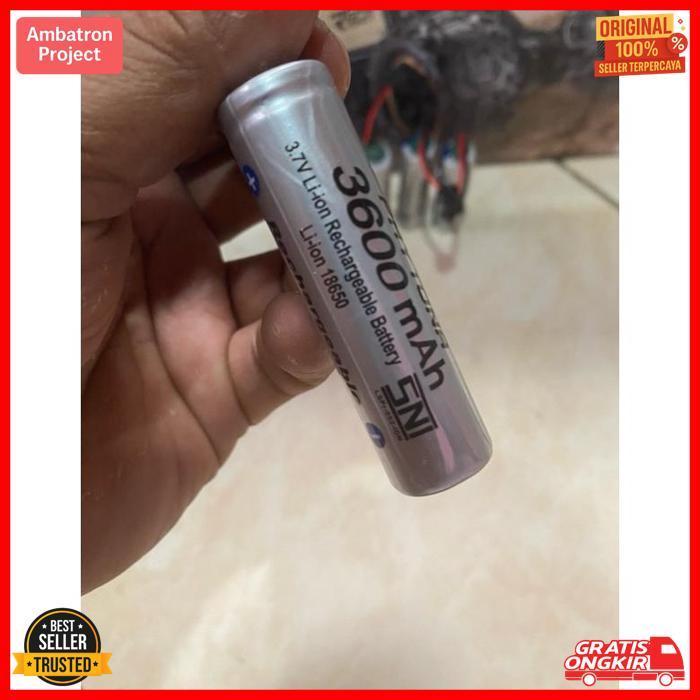 Ambatron
Project
ORIGINAL
100%
SELLER TERPERCAYA
3600 mAh
3.7V Li-ion Rechargeable Battery
Li-ion 18650
Rechargeable
SNI
BEST
SELLER
TRUSTED
GRATIS
ONGKIR